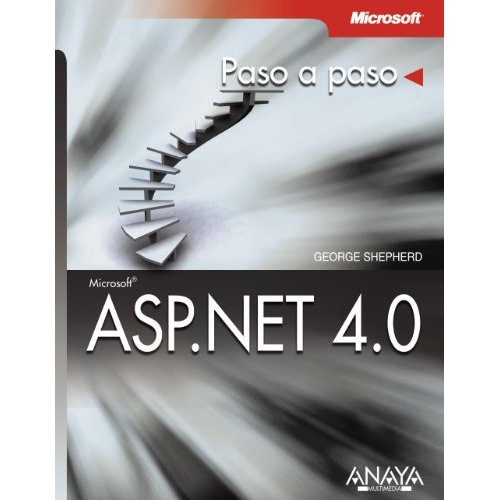 Microsoft®
Paso a paso
GEORGE SHEPHERD
Microsoft®
ASP.NET 4.0
ANAYA
MULTIMEDIA